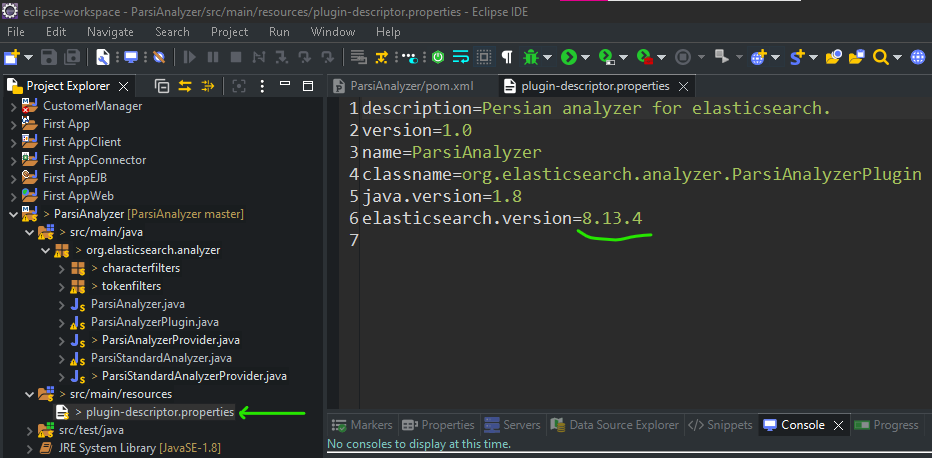 eclipse-workspace - ParsiAnalyzer/src/main/resources/plugin-descriptor.properties - Eclipse IDE
File Edit Navigate Search Project Run Window Help
Project Explorer
CustomerManager
First App
First AppClient
First AppConnector
First AppEJB
First AppWeb
> ParsiAnalyzer [ParsiAnalyzer master]
> src/main/java
> org.elasticsearch.analyzer
> characterfilters
> tokenfilters
ParsiAnalyzer.java
ParsiAnalyzerPlugin.java
> ParsiAnalyzerProvider.java
ParsiStandardAnalyzer.java
> ParsiStandardAnalyzerProvider.java
> src/main/resources
> plugin-descriptor.properties
src/test/java
JRE System Library [JavaSE-1.8]
ParsiAnalyzer/pom.xml plugin-descriptor.properties
1 description=Persian analyzer for elasticsearch.
2 version=1.0
3 name=ParsiAnalyzer
4 classname=org.elasticsearch.analyzer.ParsiAnalyzerPlugin
5 java.version=1.8
6 elasticsearch.version=8.13.4
7
Markers Properties Servers Data Source Explorer Snippets Console Progress
No consoles to display at this time.